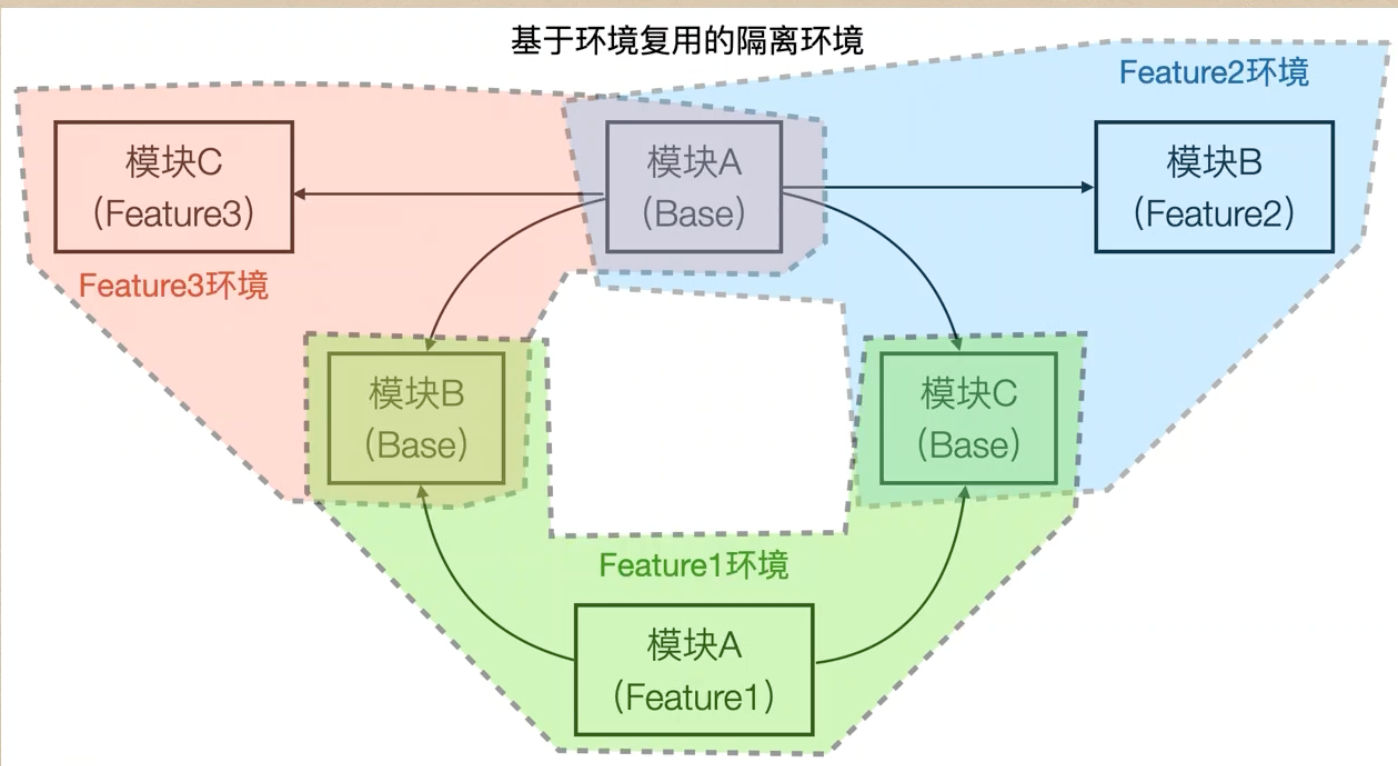 基于环境复用的隔离环境
Feature2环境
模块C
(Feature3)
模块A
(Base)
模块B
(Feature2)
Feature3环境
模块B
(Base)
模块C
(Base)
Feature1环境
模块A
(Feature1)